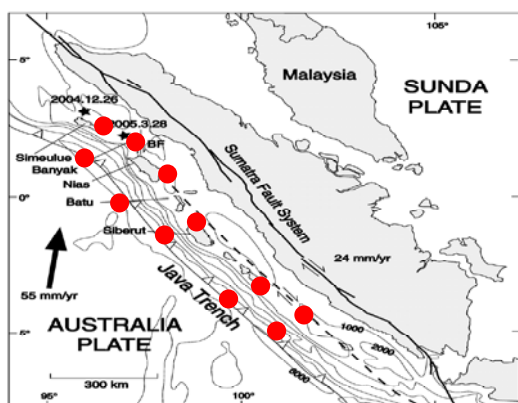 95°
105°
5°
Malaysia
SUNDA
PLATE
2004.12.26
2005.3.28
BF
Simeulue
Banyak
Nias
Sumatra Fault System
0°
Batu
Siberut
24 mm/yr
55 mm/yr
Java Trench
AUSTRALIA
PLATE
1000
2000
5°
300 km
95°
100°